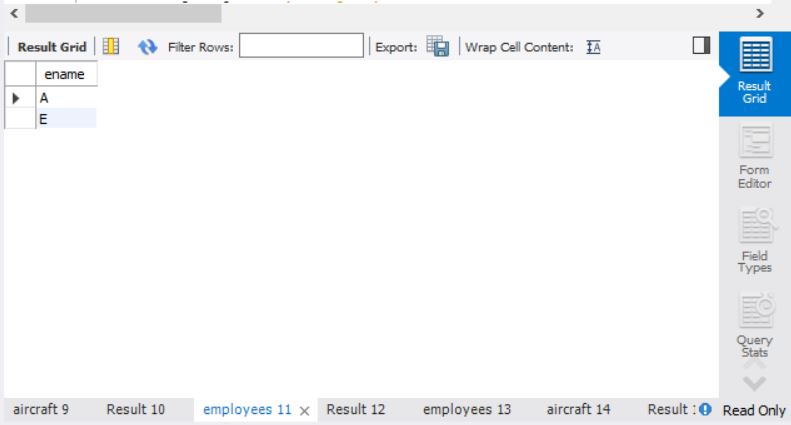 Result Grid Filter Rows: Export: Wrap Cell Content:
ename
A
E
Result
Grid
Form
Editor
Field
Types
Query
Stats
aircraft 9 Result 10 employees 11 Result 12 employees 13 aircraft 14 Result Read Only